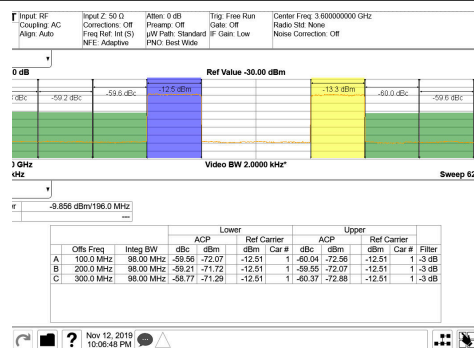 Input: RF Input Z: 50 Ω Atten: 0 dB Trig: Free Run Center Freq: 3.600000000 GHz
Coupling: AC Corrections: Off Preamp: Off Gate: Off Radio Std: None
Align: Auto Freq Ref: Int (S) µW Path: Standard IF Gain: Low Noise Correction: Off
NFE: Adaptive PNO: Best Wide
0 dB Ref Value -30.00 dBm
dBc -59.2 dBc -59.6 dBc -12.5 dBm -13.3 dBm -60.0 dBc -59.6 dBc
GHz Video BW 2.0000 kHz* 
kHz Sweep 62
-9.856 dBm/196.0 MHz
---
Lower Upper
ACP Ref Carrier ACP Ref Carrier
Offs Freq Integ BW dBc dBm dBm Car # dBc dBm dBm Car # Filter
A 100.0 MHz 98.00 MHz -59.56 -72.07 -12.51 1 -60.04 -72.56 -12.51 1 -3 dB
B 200.0 MHz 98.00 MHz -59.21 -71.72 -12.51 1 -59.55 -72.07 -12.51 1 -3 dB
C 300.0 MHz 98.00 MHz -58.77 -71.29 -12.51 1 -60.37 -72.88 -12.51 1 -3 dB
? Nov 12, 2019
10:06:48 PM